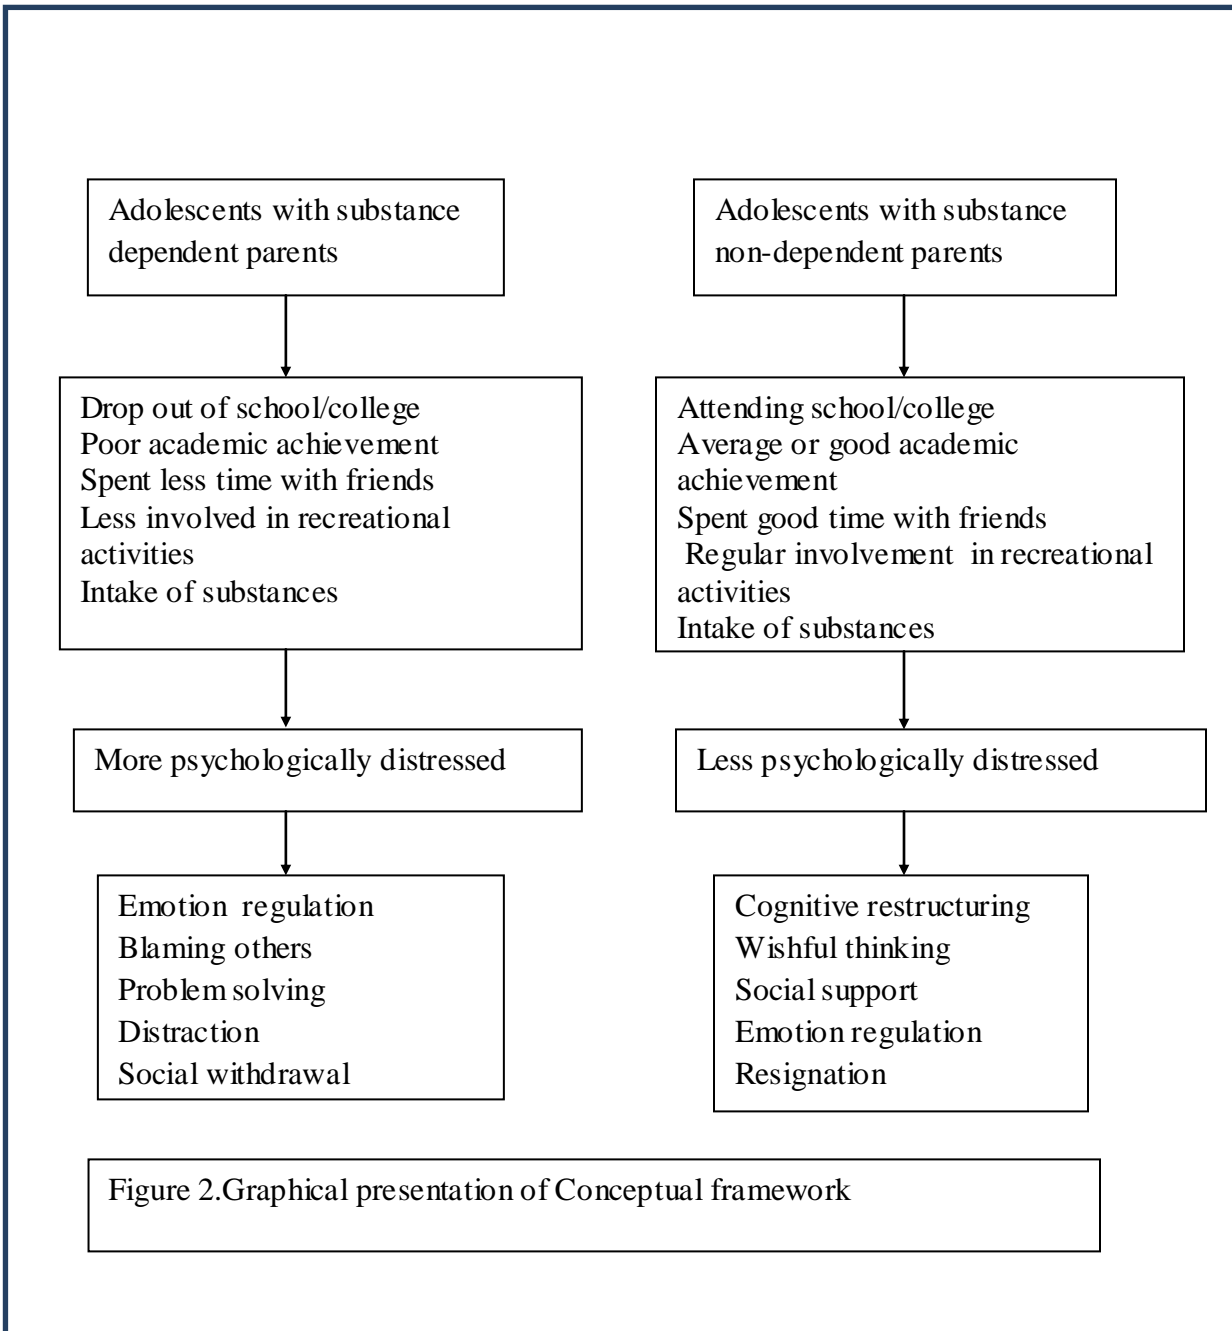 Adolescents with substance
dependent parents
Adolescents with substance
non-dependent parents
Drop out of school/college
Poor academic achievement
Spent less time with friends
Less involved in recreational
activities
Intake of substances
Attending school/college
Average or good academic
achievement
Spent good time with friends
Regular involvement in recreational
activities
Intake of substances
More psychologically distressed
Less psychologically distressed
Emotion regulation
Blaming others
Problem solving
Distraction
Social withdrawal
Cognitive restructuring
Wishful thinking
Social support
Emotion regulation
Resignation
Figure 2.Graphical presentation of Conceptual framework